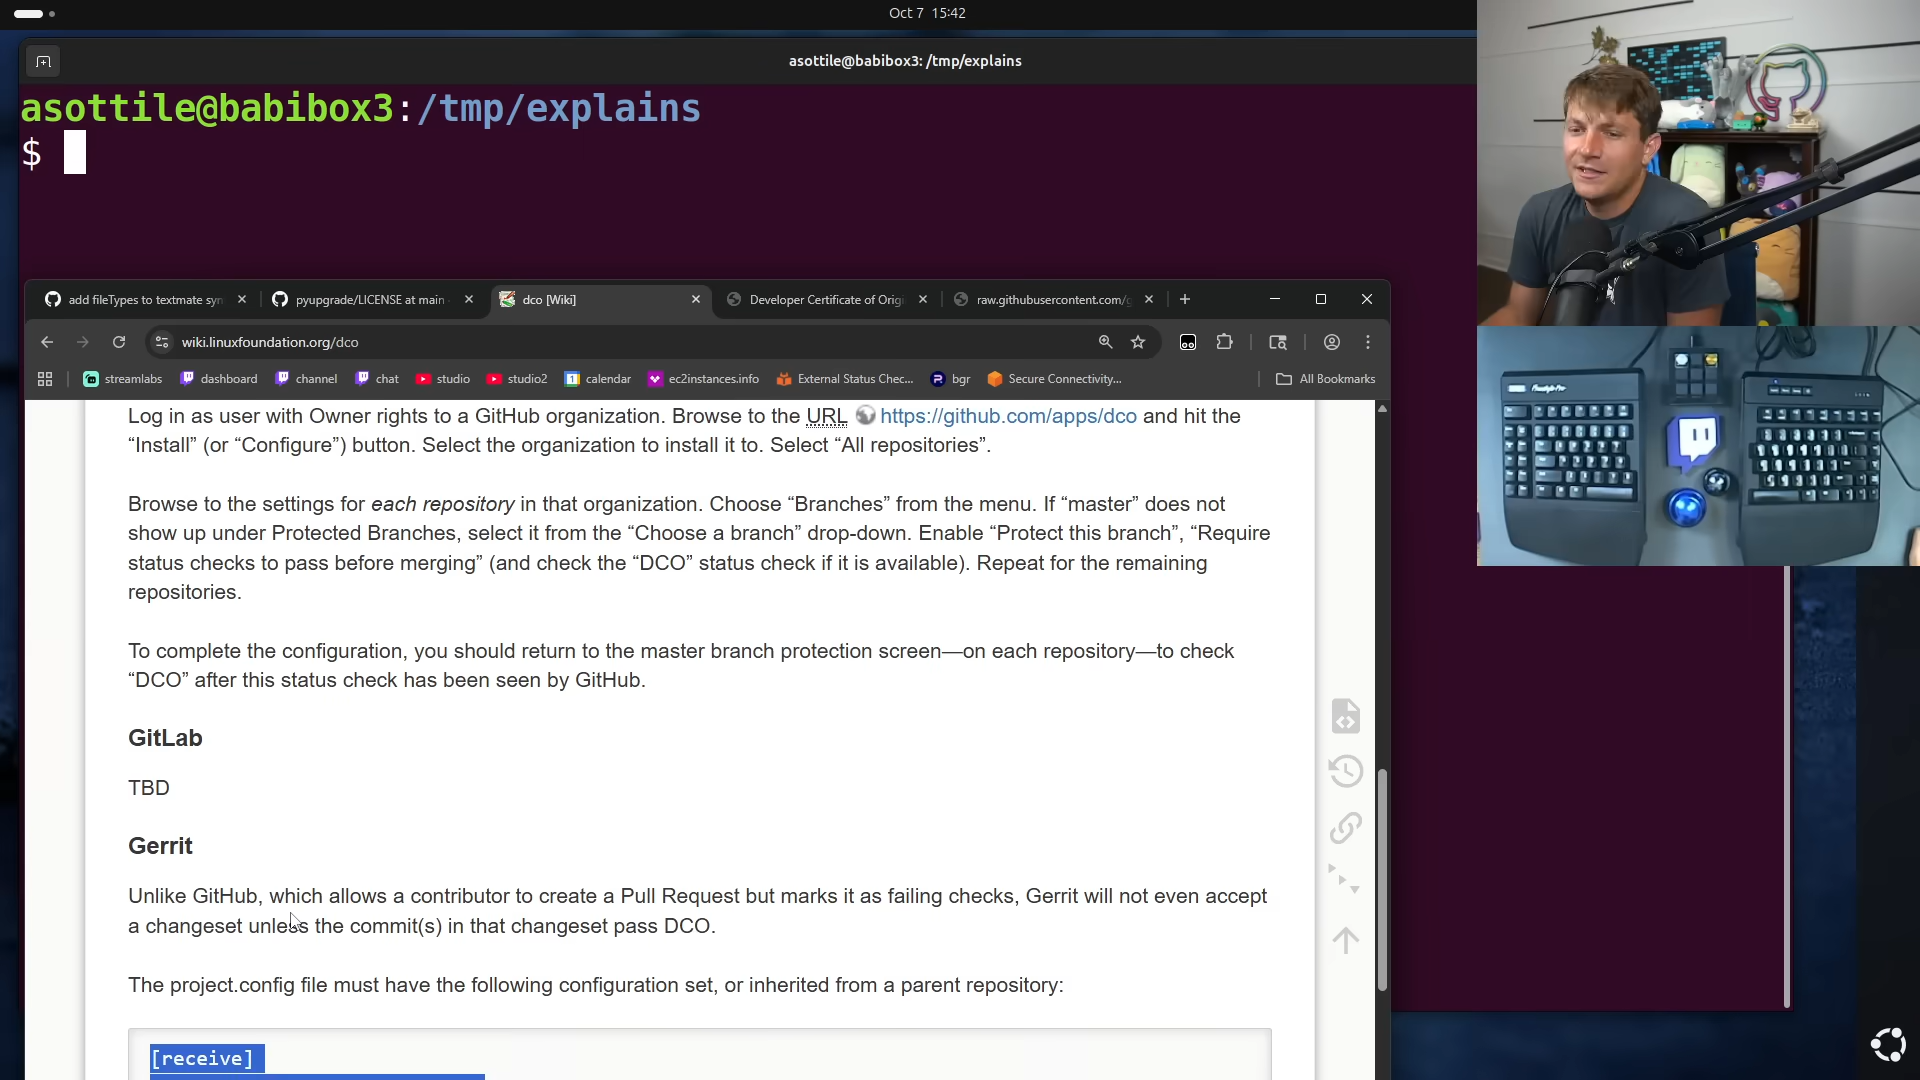 Oct 7 15:42
asottile@babibox3: /tmp/explains
asottile@babibox3:/tmp/explains
$
add fileTypes to textmate syn
pyupgrade/LICENSE at main
dco [Wiki]
Developer Certificate of Origi
raw.githubusercontent.com/g
wiki.linuxfoundation.org/dco
streamlabs
dashboard
channel
chat
studio
studio2
calendar
ec2instances.info
External Status Chec...
bgr
Secure Connectivity...
All Bookmarks
Log in as user with Owner rights to a GitHub organization. Browse to the URL https://github.com/apps/dco and hit the
“Install” (or “Configure”) button. Select the organization to install it to. Select “All repositories”.
Browse to the settings for each repository in that organization. Choose “Branches” from the menu. If “master” does not
show up under Protected Branches, select it from the “Choose a branch” drop-down. Enable “Protect this branch”, “Require
status checks to pass before merging” (and check the “DCO” status check if it is available). Repeat for the remaining
repositories.
To complete the configuration, you should return to the master branch protection screen—on each repository—to check
“DCO” after this status check has been seen by GitHub.
GitLab
TBD
Gerrit
Unlike GitHub, which allows a contributor to create a Pull Request but marks it as failing checks, Gerrit will not even accept
a changeset unless the commit(s) in that changeset pass DCO.
The project.config file must have the following configuration set, or inherited from a parent repository:
[receive]